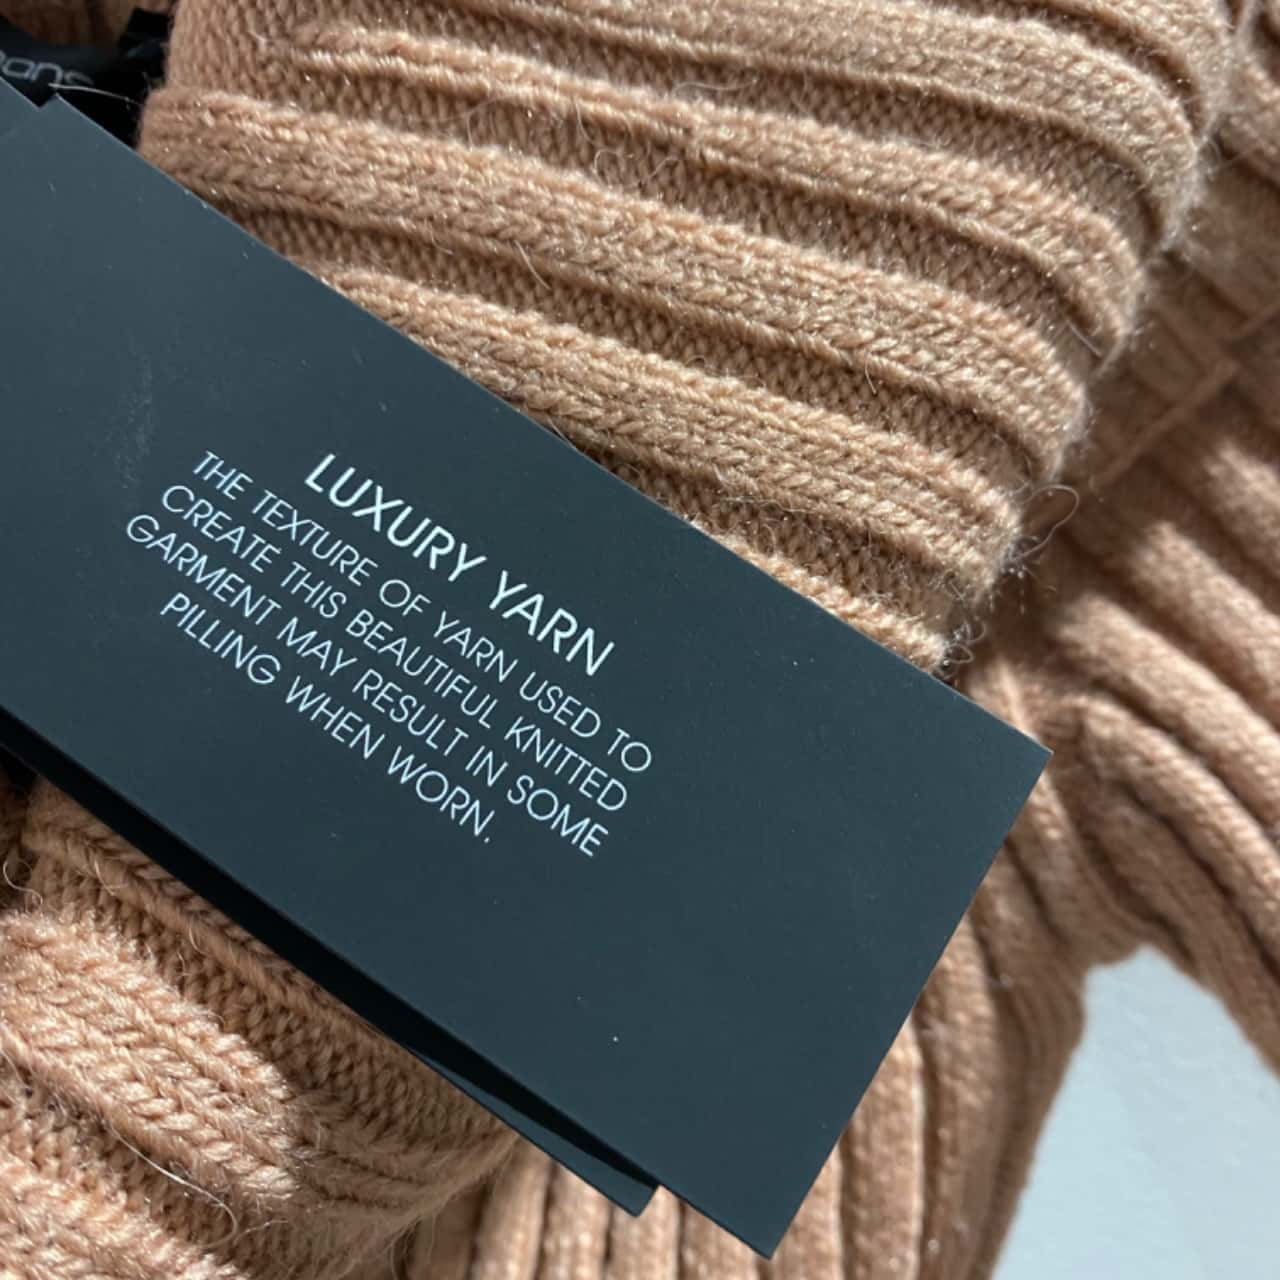 LUXURY YARN
THE TEXTURE OF YARN USED TO
CREATE THIS BEAUTIFUL KNITTED
GARMENT MAY RESULT IN SOME
PILLING WHEN WORN.